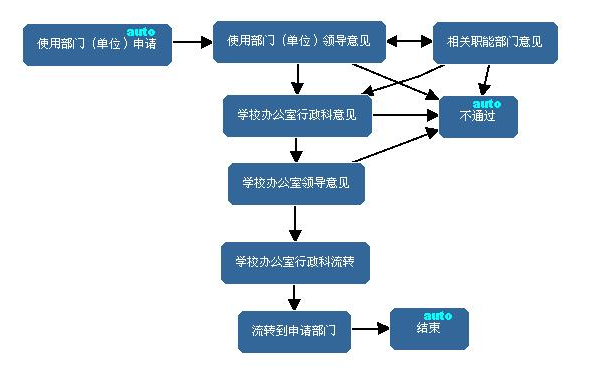 auto
使用部门（单位）申请
使用部门（单位）领导意见
相关职能部门意见
学校办公室行政科意见
auto
不通过
学校办公室领导意见
学校办公室行政科流转
流转到申请部门
auto
结束